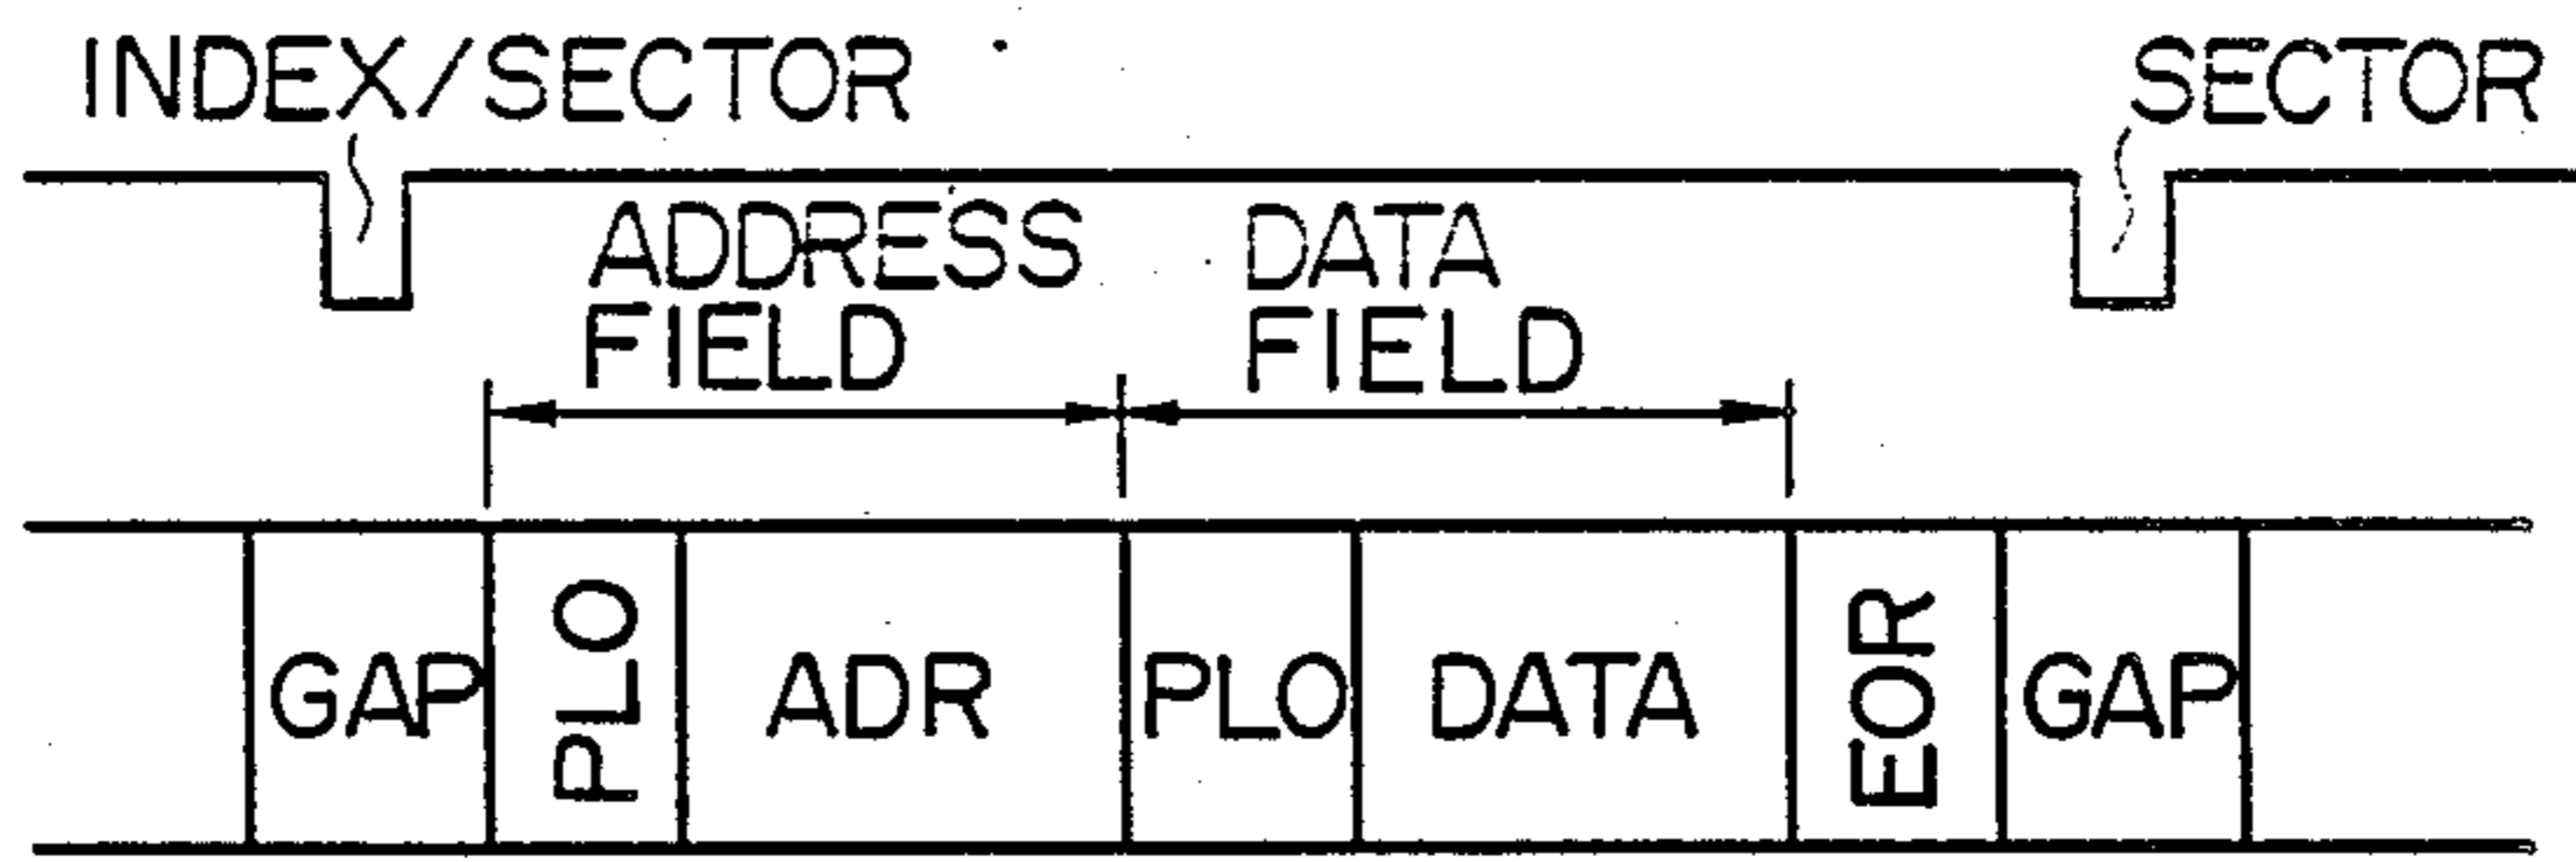 INDEX/SECTOR
SECTOR
ADDRESS
FIELD
DATA
FIELD
GAP
PLO
ADR
PLO
DATA
EOR
GAP